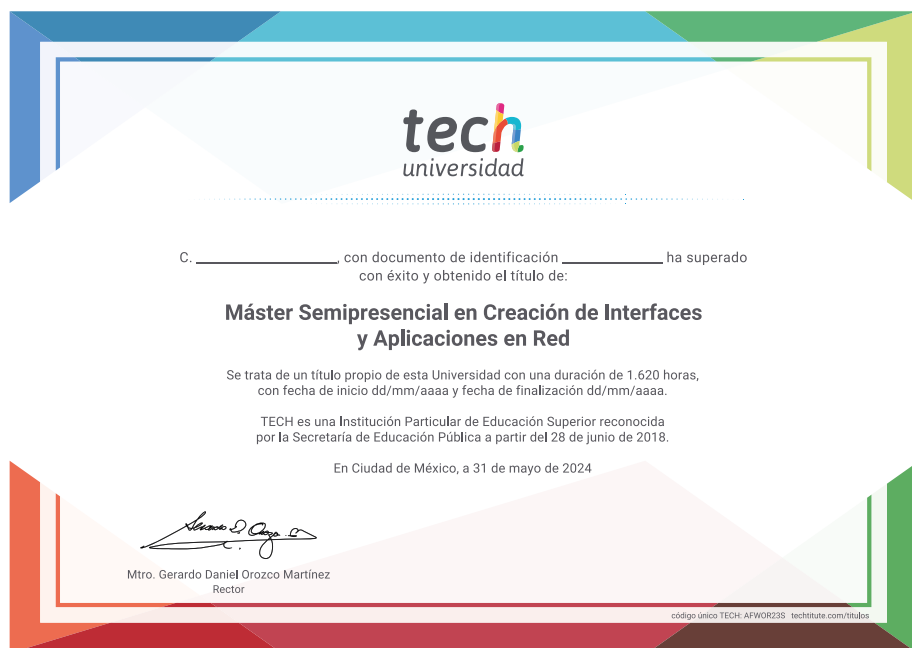 tech
universidad
C. ____________________, con documento de identificación ______________ ha superado
con éxito y obtenido el título de:
Máster Semipresencial en Creación de Interfaces
y Aplicaciones en Red
Se trata de un título propio de esta Universidad con una duración de 1.620 horas,
con fecha de inicio dd/mm/aaaa y fecha de finalización dd/mm/aaaa.
TECH es una Institución Particular de Educación Superior reconocida
por la Secretaría de Educación Pública a partir del 28 de junio de 2018.
En Ciudad de México, a 31 de mayo de 2024
Mtro. Gerardo Daniel Orozco Martínez
Rector
código único TECH: AFWOR23S techtitute.com/titulos